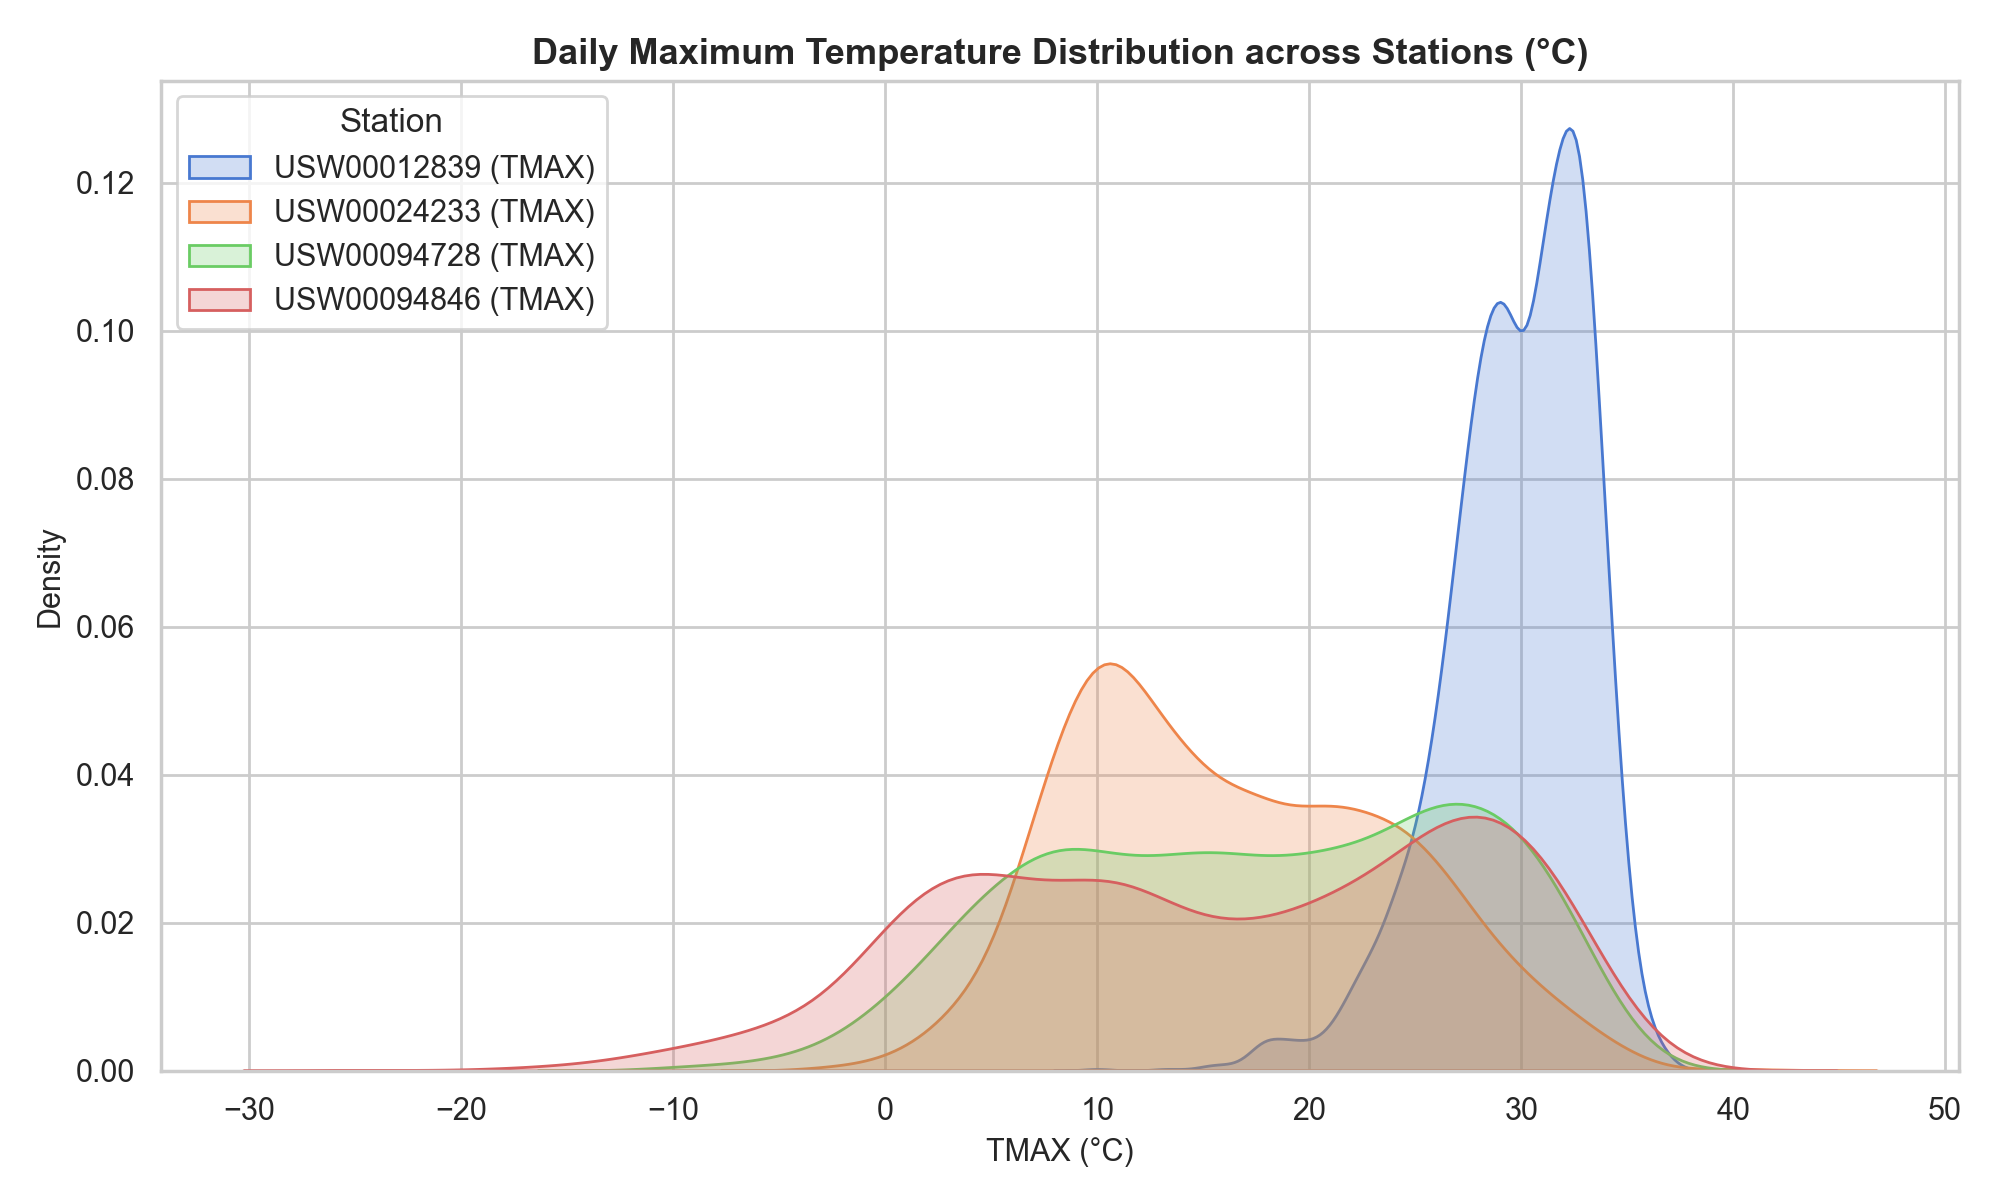 Daily Maximum Temperature Distribution across Stations (°C)
Station
USW00012839 (TMAX)
USW00024233 (TMAX)
USW00094728 (TMAX)
USW00094846 (TMAX)
0.12
0.10
0.08
0.06
0.04
0.02
0.00
Density
−30 −20 −10 0 10 20 30 40 50
TMAX (°C)